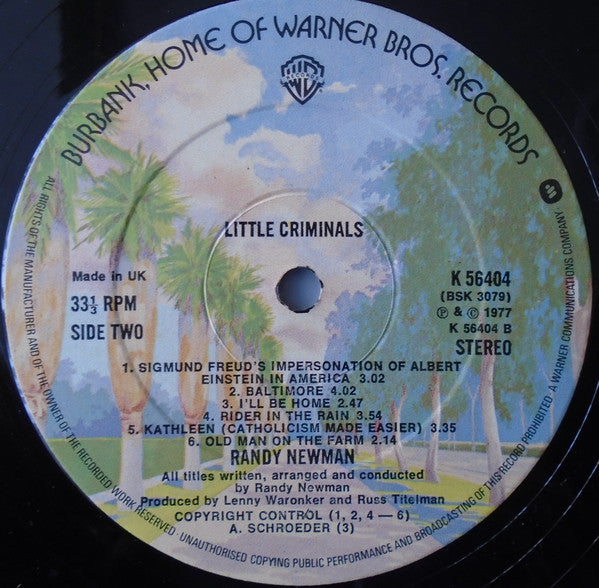 BURBANK, HOME OF WARNER BROS. RECORDS
RECORDS
LITTLE CRIMINALS
Made in UK
33⅓ RPM
SIDE TWO
K 56404
(BSK 3079)
Ⓟ & © 1977
K 56404 B
STEREO
1. SIGMUND FREUD'S IMPERSONATION OF ALBERT
EINSTEIN IN AMERICA 3.02
2. BALTIMORE 4.02
3. I'LL BE HOME 2.47
4. RIDER IN THE RAIN 3.54
5. KATHLEEN (CATHOLICISM MADE EASIER) 3.35
6. OLD MAN ON THE FARM 2.14
RANDY NEWMAN
All titles written, arranged and conducted
by Randy Newman
Produced by Lenny Waronker and Russ Titelman
COPYRIGHT CONTROL (1, 2, 4 — 6)
A. SCHROEDER (3)
ALL RIGHTS OF THE MANUFACTURER AND OF THE OWNER OF THE RECORDED WORK RESERVED · UNAUTHORISED COPYING PUBLIC PERFORMANCE AND BROADCASTING OF THIS RECORD PROHIBITED. A WARNER COMMUNICATIONS COMPANY